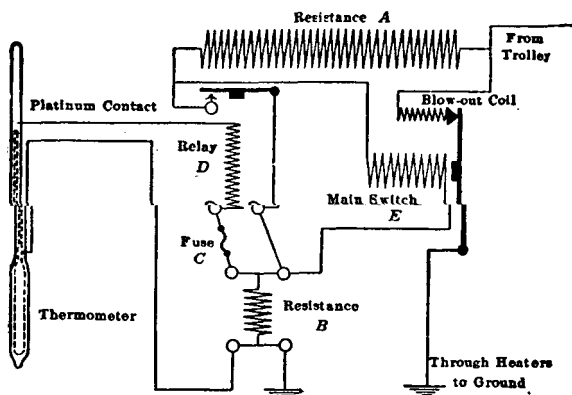 Resistance A
From
Trolley
Platinum Contact
Blow-out Coil
Relay
D
Main Switch
E
Fuse
C
Resistance
B
Thermometer
Through Heaters
to Ground